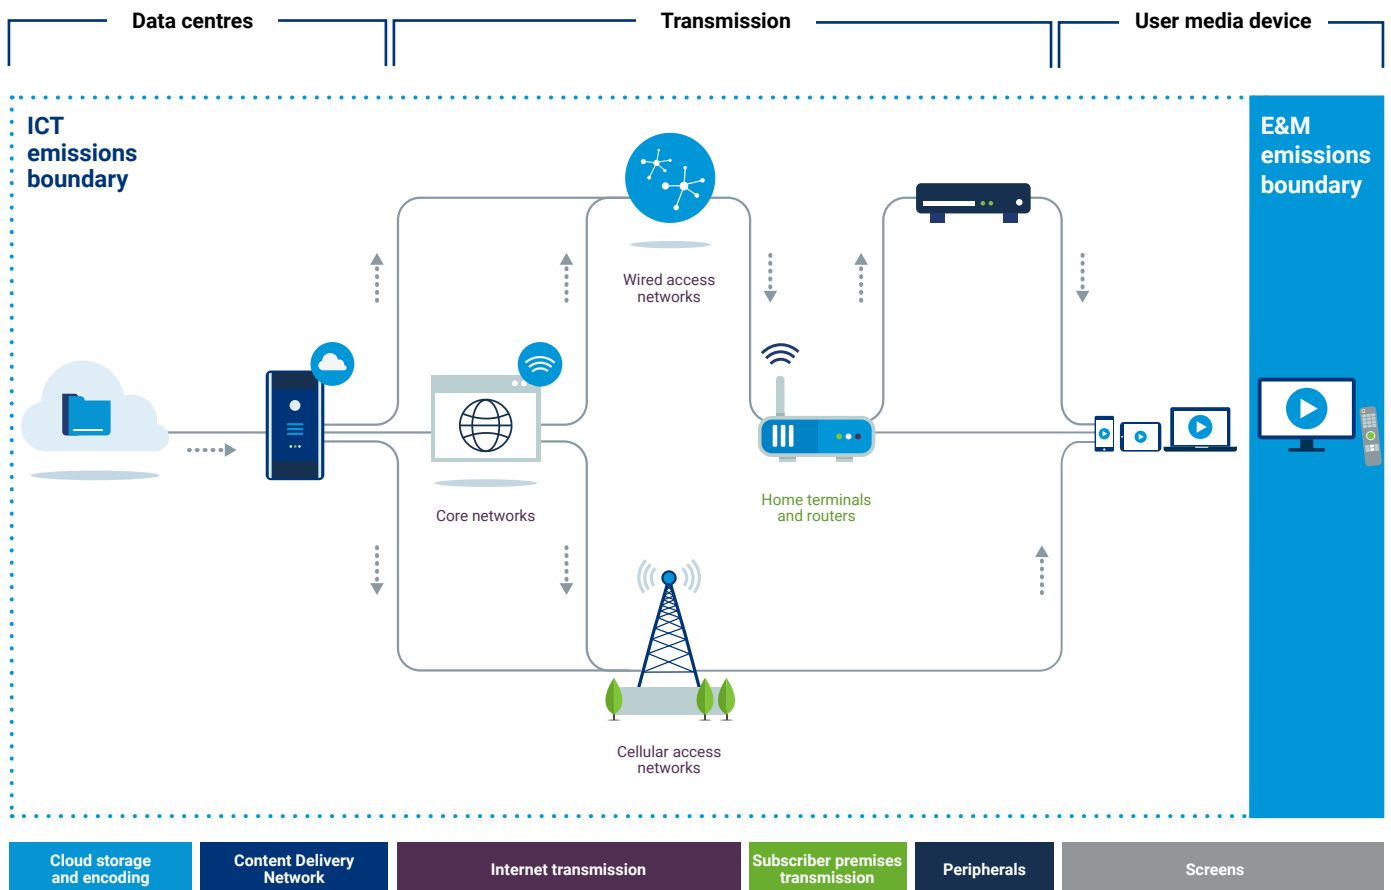 Data centres
Transmission
User media device
ICT
emissions
boundary
E&M
emissions
boundary
Wired access
networks
Core networks
Home terminals
and routers
Cellular access
networks
Cloud storage
and encoding
Content Delivery
Network
Internet transmission
Subscriber premises
transmission
Peripherals
Screens